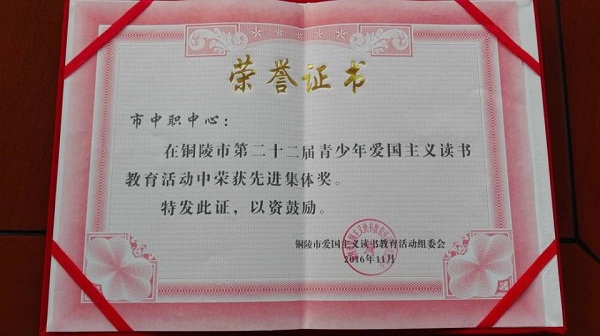 荣誉证书
市中职中心：
在铜陵市第二十二届青少年爱国主义读书
教育活动中荣获先进集体奖。
特发此证，以资鼓励。
铜陵市爱国主义读书教育活动组委会
2016年11月